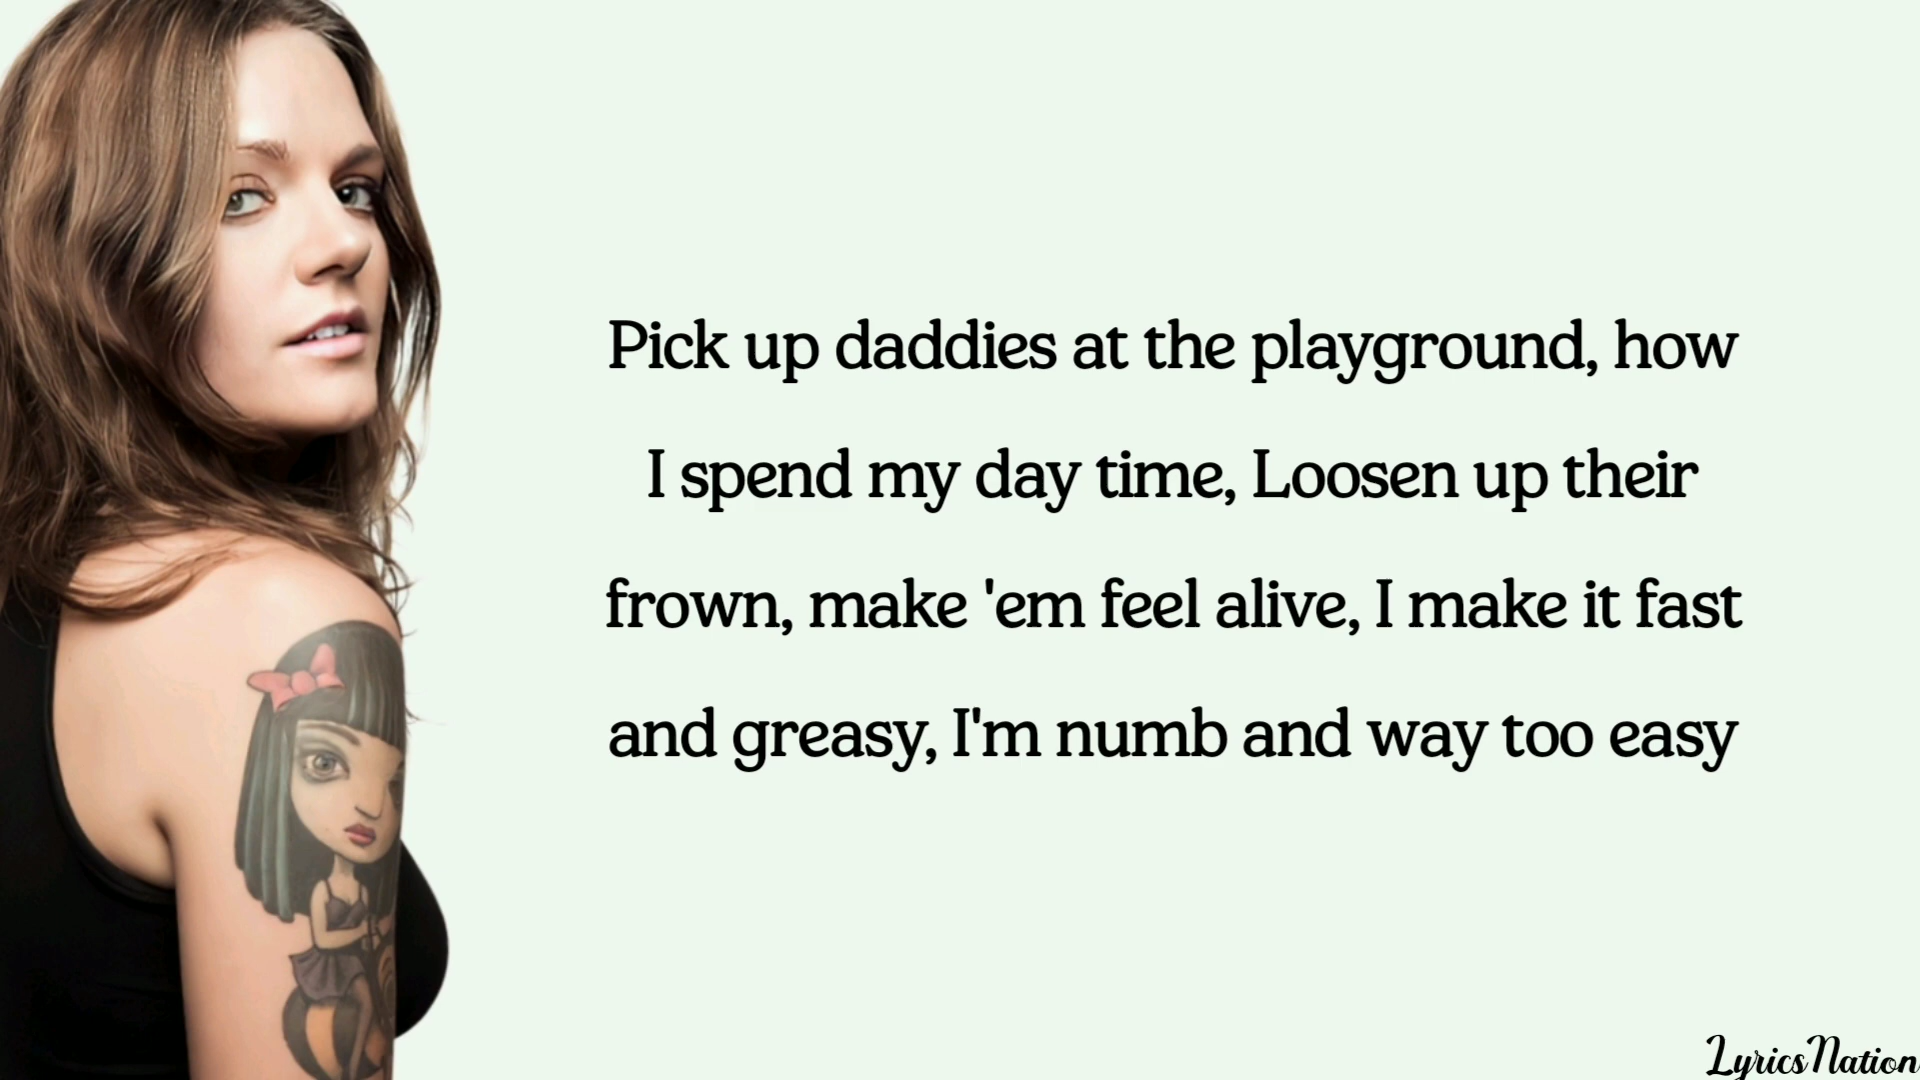 Pick up daddies at the playground, how
I spend my day time, Loosen up their
frown, make 'em feel alive, I make it fast
and greasy, I'm numb and way too easy
LyricsNation